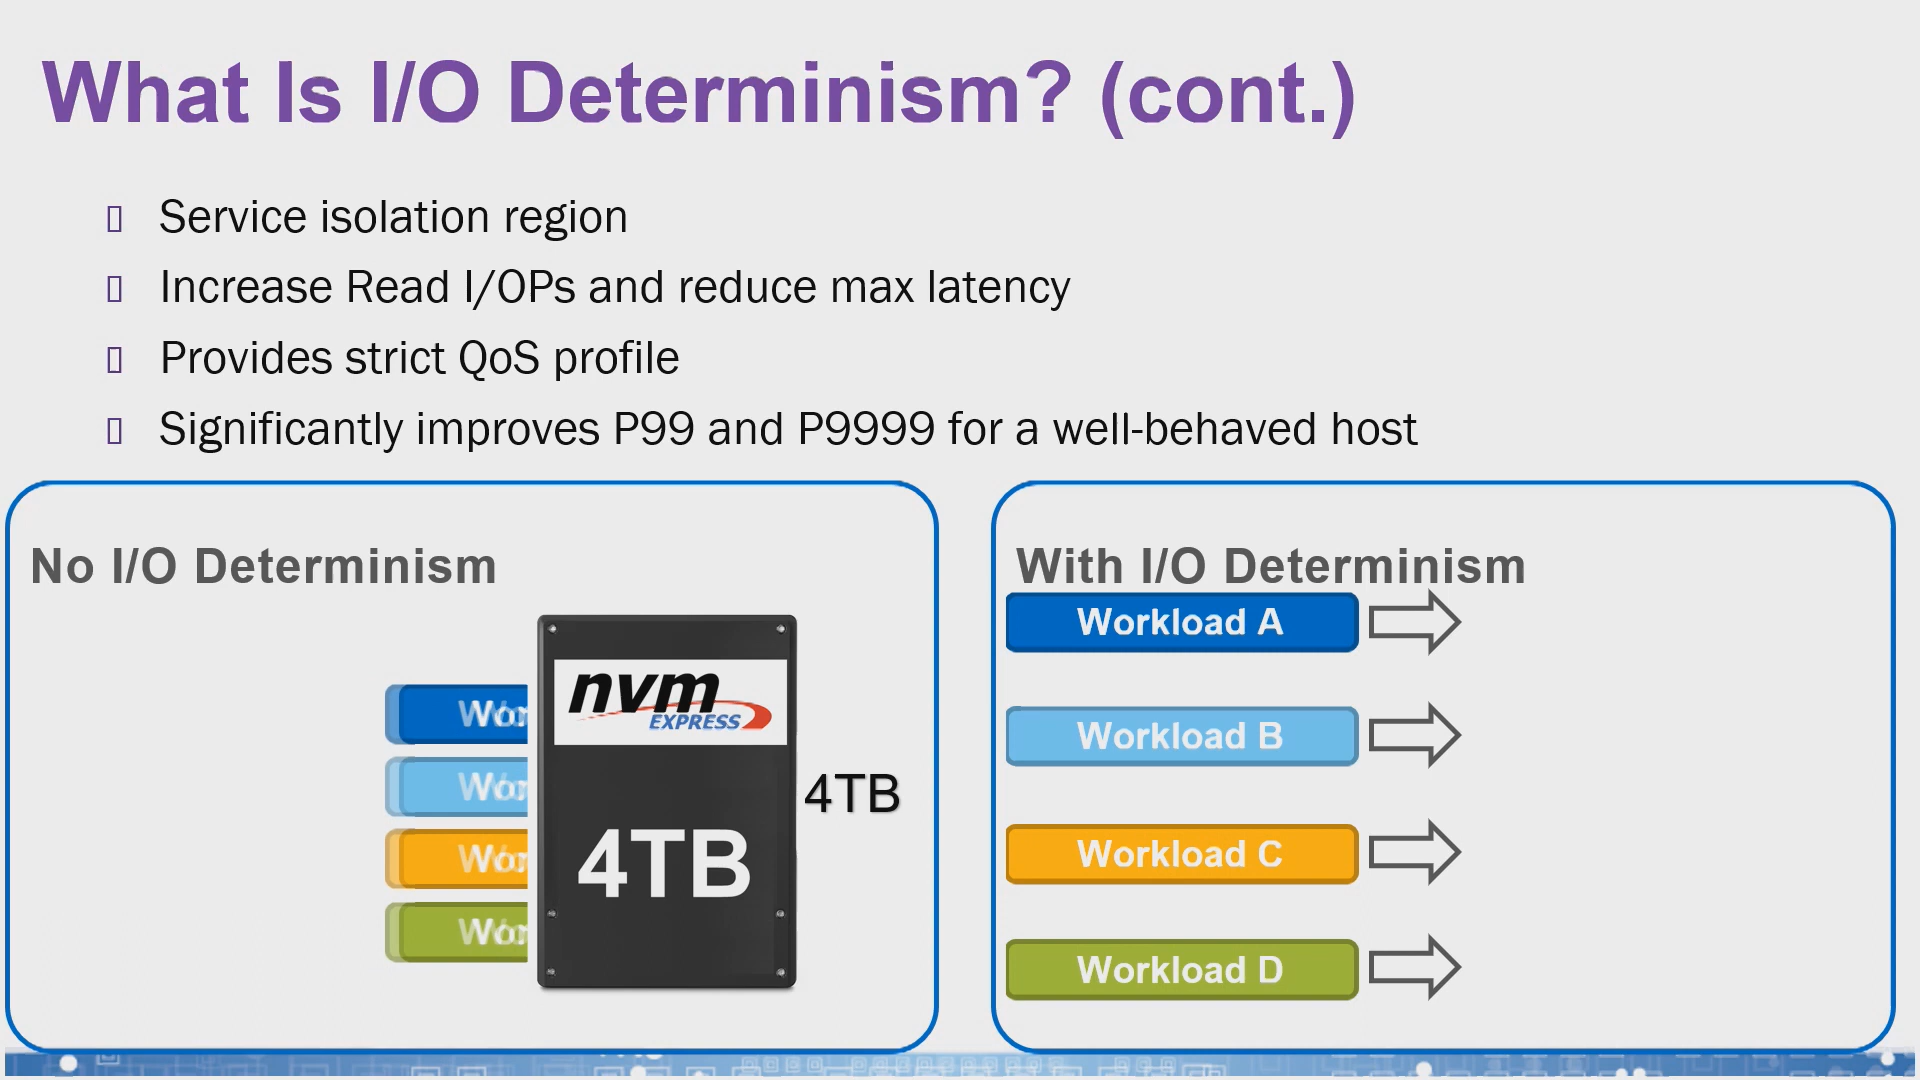 What Is I/O Determinism? (cont.)
Service isolation region
Increase Read I/OPs and reduce max latency
Provides strict QoS profile
Significantly improves P99 and P9999 for a well-behaved host
No I/O Determinism
nvm
EXPRESS
4TB
4TB
With I/O Determinism
Workload A
Workload B
Workload C
Workload D